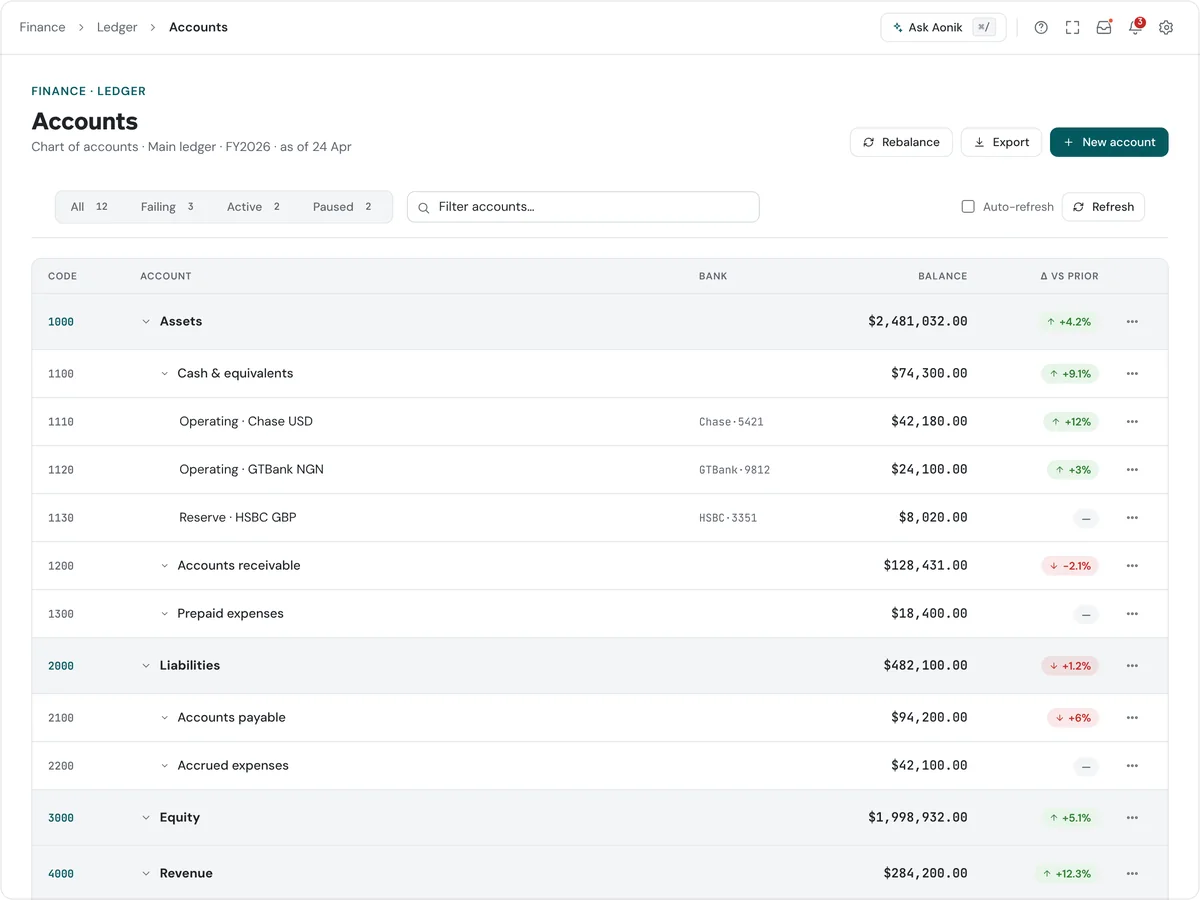 Finance > Ledger > Accounts
Ask Aonik ⌘/
3
FINANCE · LEDGER
Accounts
Chart of accounts · Main ledger · FY2026 · as of 24 Apr
Rebalance
Export
+ New account
All 12 Failing 3 Active 2 Paused 2
Filter accounts...
Auto-refresh
Refresh
CODE ACCOUNT BANK BALANCE Δ VS PRIOR
1000 Assets $2,481,032.00 ↑ +4.2%
1100 Cash & equivalents $74,300.00 ↑ +9.1%
1110 Operating · Chase USD Chase·5421 $42,180.00 ↑ +12%
1120 Operating · GTBank NGN GTBank·9812 $24,100.00 ↑ +3%
1130 Reserve · HSBC GBP HSBC·3351 $8,020.00 —
1200 Accounts receivable $128,431.00 ↓ -2.1%
1300 Prepaid expenses $18,400.00 —
2000 Liabilities $482,100.00 ↓ +1.2%
2100 Accounts payable $94,200.00 ↓ +6%
2200 Accrued expenses $42,100.00 —
3000 Equity $1,998,932.00 ↑ +5.1%
4000 Revenue $284,200.00 ↑ +12.3%